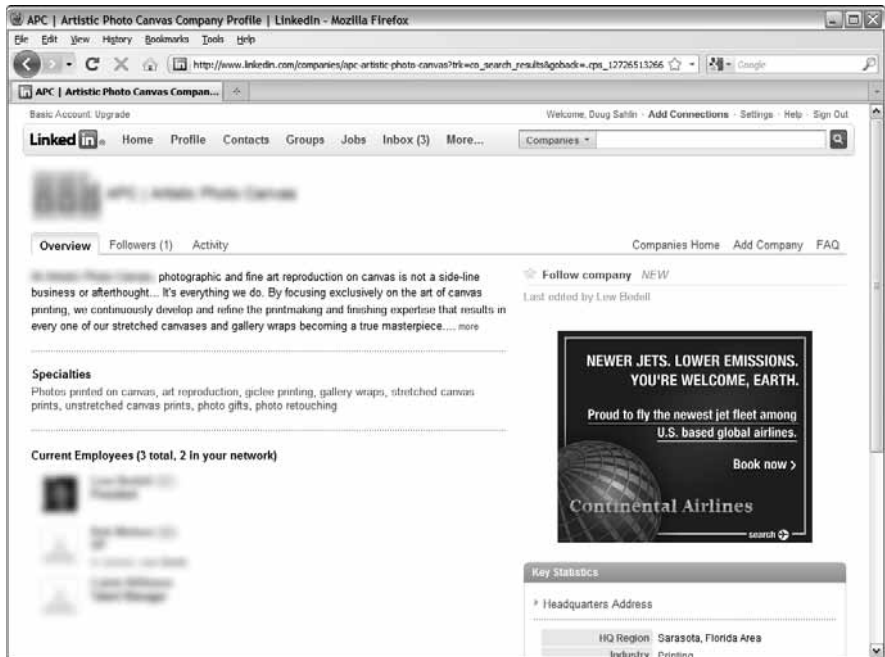 APC | Artistic Photo Canvas Company Profile | LinkedIn - Mozilla Firefox
File Edit View History Bookmarks Tools Help
http://www.linkedin.com/companies/apc-artistic-photo-canvas?trk=co_search_results&goback=.cps_12726513266
Google
APC | Artistic Photo Canvas Compan...
Basic Account: Upgrade
Welcome, Doug Sahlin · Add Connections · Settings · Help · Sign Out
Linked in Home Profile Contacts Groups Jobs Inbox (3) More...
Companies
APC | Artistic Photo Canvas
Overview Followers (1) Activity
Companies Home Add Company FAQ
photographic and fine art reproduction on canvas is not a side-line
business or afterthought... It's everything we do. By focusing exclusively on the art of canvas
printing, we continuously develop and refine the printmaking and finishing expertise that results in
every one of our stretched canvases and gallery wraps becoming a true masterpiece.... more
Specialties
Photos printed on canvas, art reproduction, giclee printing, gallery wraps, stretched canvas
prints, unstretched canvas prints, photo gifts, photo retouching
Current Employees (3 total, 2 in your network)
Follow company NEW
Last edited by Lew Bedell
NEWER JETS. LOWER EMISSIONS.
YOU'RE WELCOME, EARTH.
Proud to fly the newest jet fleet among
U.S. based global airlines.
Book now >
Continental Airlines
search
Key Statistics
Headquarters Address
HQ Region Sarasota, Florida Area
Industry Printing